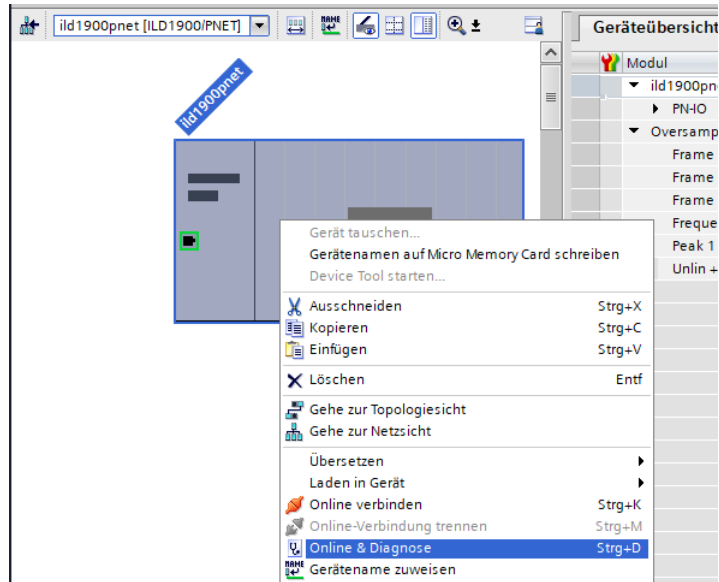 ild1900pnet [ILD1900/PNET]
NAME
Geräteübersicht
Modul
ild1900pn
PN-IO
Oversamp
Frame
Frame
Frame
Freque
Peak 1
Unlin +
ild1900pnet
Gerät tauschen...
Gerätenamen auf Micro Memory Card schreiben
Device Tool starten...
Ausschneiden Strg+X
Kopieren Strg+C
Einfügen Strg+V
Löschen Entf
Gehe zur Topologiesicht
Gehe zur Netzsicht
Übersetzen
Laden in Gerät
Online verbinden Strg+K
Online-Verbindung trennen Strg+M
Online & Diagnose Strg+D
NAME
Gerätename zuweisen